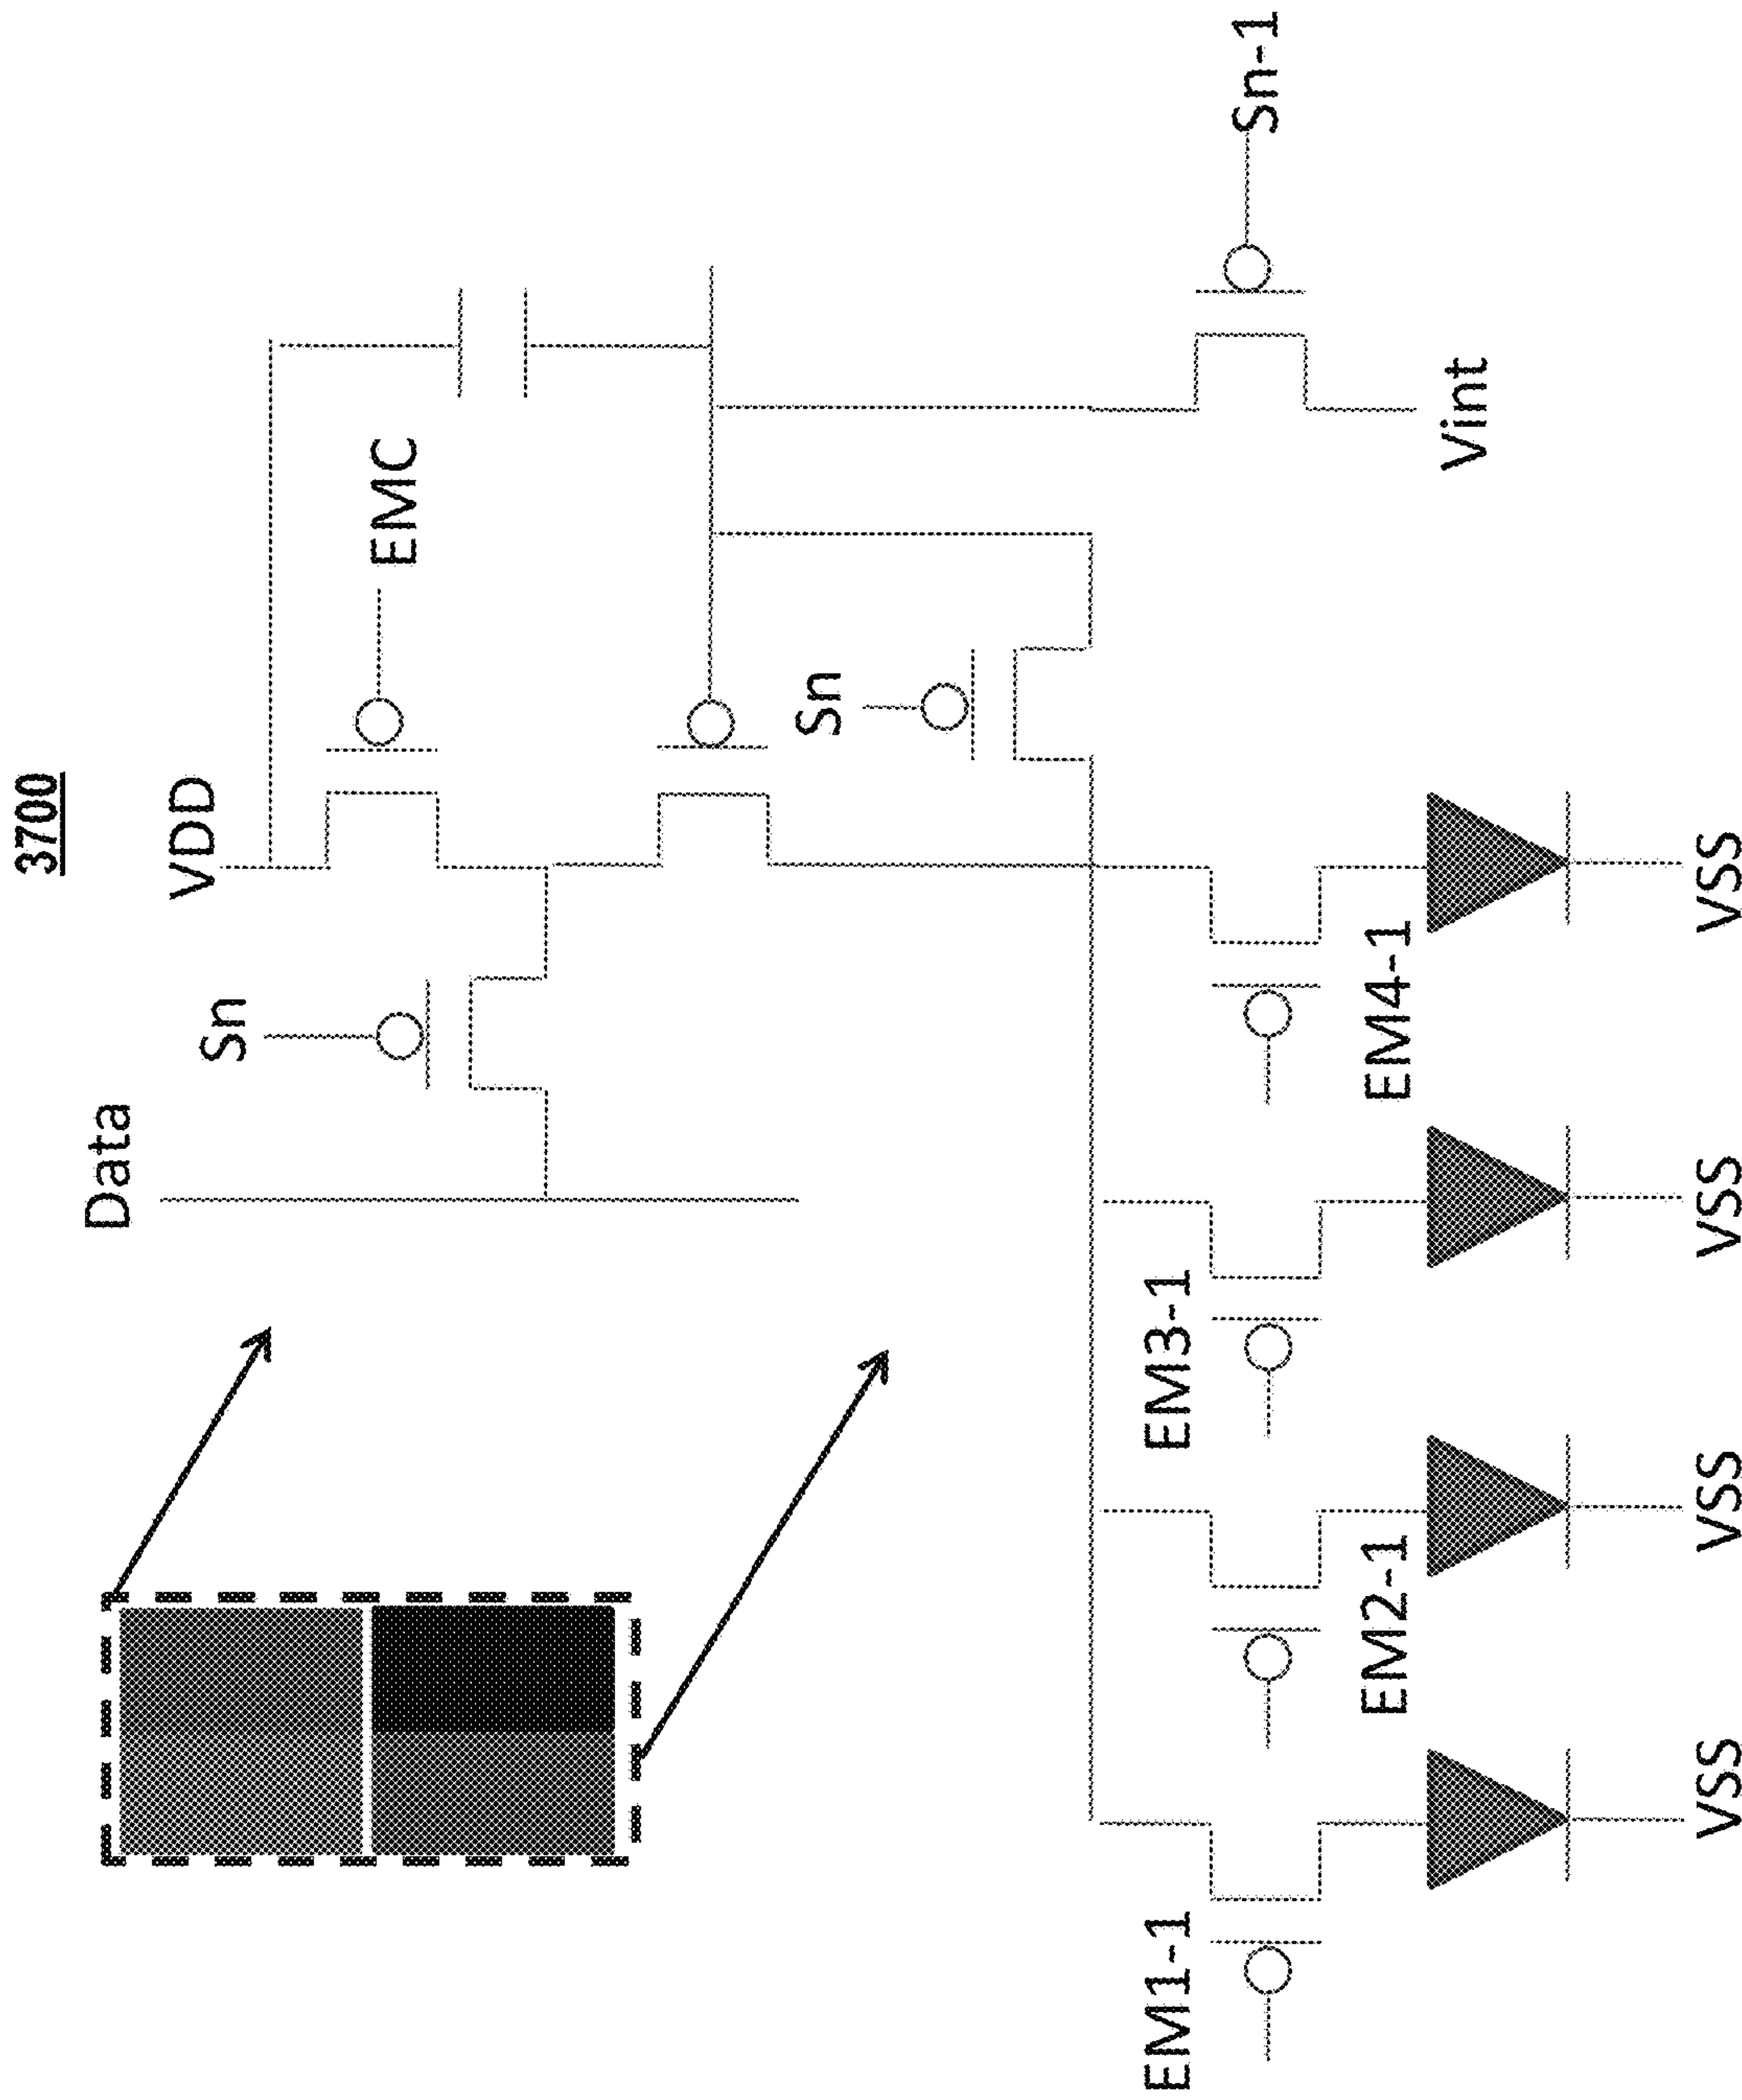 3700
VDD
Data
Sn
EMC
Sn
Sn-1
Vint
EM1-1
EM2-1
EM3-1
EM4-1
VSS
VSS
VSS
VSS